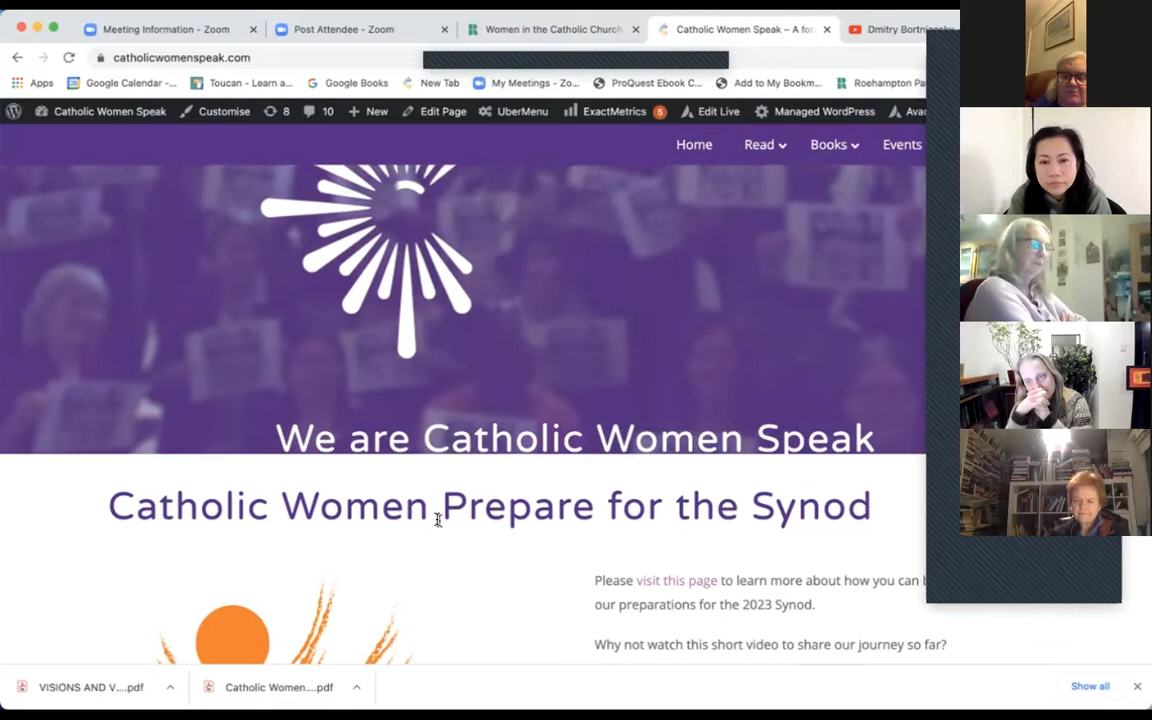 Meeting Information - Zoom
Post Attendee - Zoom
Women in the Catholic Church
Catholic Women Speak – A for
Dmitry Bortnia
catholicwomenspeak.com
Apps
Google Calendar -...
Toucan - Learn a...
Google Books
New Tab
My Meetings - Zo...
ProQuest Ebook C...
Add to My Bookm...
Roehampton Pa
Catholic Women Speak
Customise
8
10
New
Edit Page
UberMenu
ExactMetrics
5
Edit Live
Managed WordPress
Avad
Home
Read
Books
Events
We are Catholic Women Speak
Catholic Women Prepare for the Synod
Please visit this page to learn more about how you can b
our preparations for the 2023 Synod.
Why not watch this short video to share our journey so far?
VISIONS AND V....pdf
Catholic Women....pdf
Show all